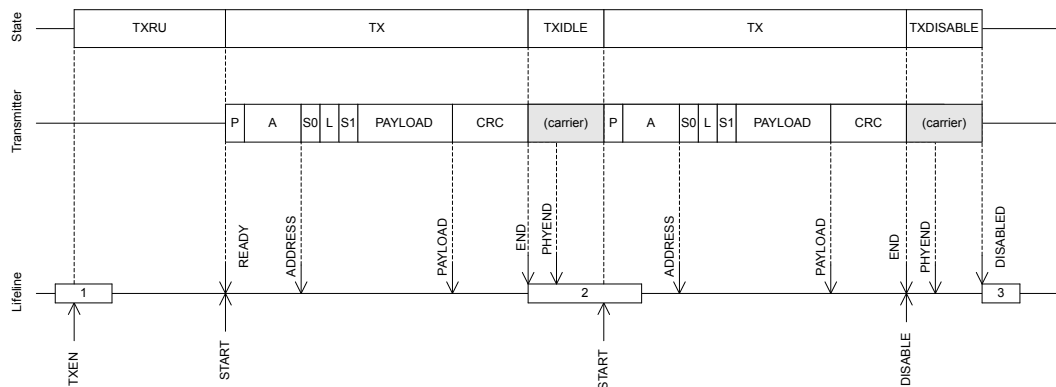 State
TXRU
TX
TXIDLE
TX
TXDISABLE
Transmitter
P
A
S0
L
S1
PAYLOAD
CRC
(carrier)
P
A
S0
L
S1
PAYLOAD
CRC
(carrier)
READY
ADDRESS
PAYLOAD
END
PHYEND
ADDRESS
PAYLOAD
END
PHYEND
DISABLED
Lifeline
1
2
3
TXEN
START
START
DISABLE